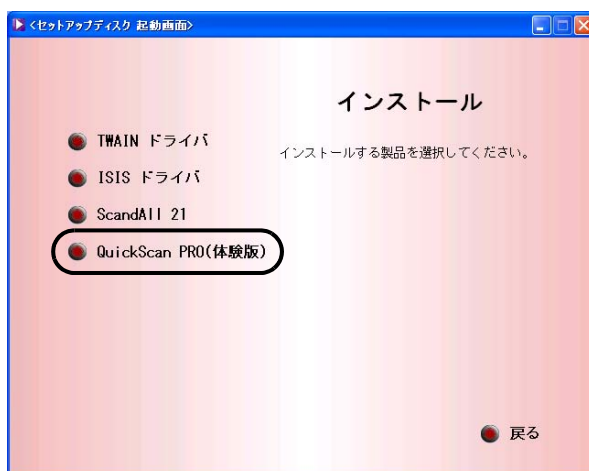 <セットアップディスク 起動画面>
インストール
インストールする製品を選択してください。
TWAIN ドライバ
ISIS ドライバ
ScandAll 21
QuickScan PRO(体験版)
戻る